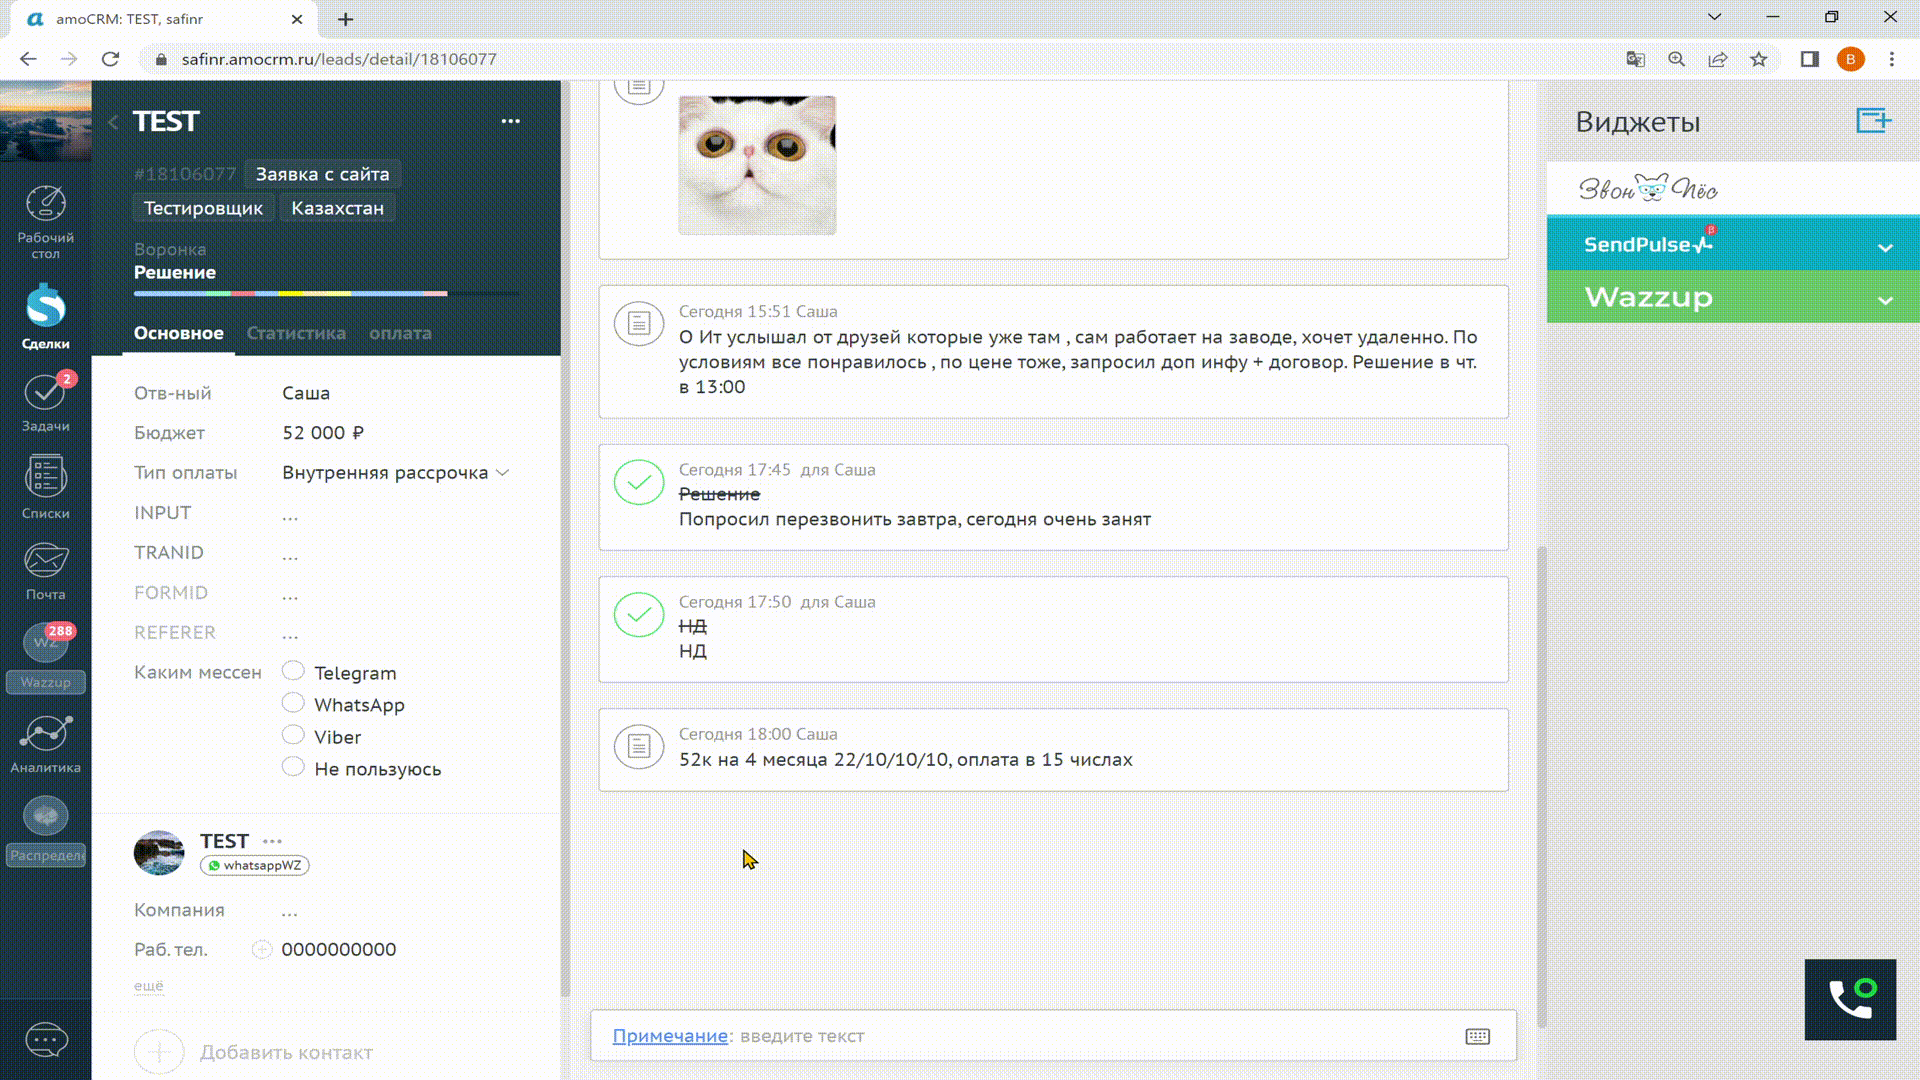 amoCRM: TEST, safinr
safinr.amocrm.ru/leads/detail/18106077
B
Рабочий
стол
Сделки
2
Задачи
Списки
Почта
288
WZ
Wazzup
Аналитика
Распредел
TEST
#18106077 Заявка с сайта
Тестировщик Казахстан
Воронка
Решение
Основное Статистика оплата
Отв-ный Саша
Бюджет 52 000 ₽
Тип оплаты Внутренняя рассрочка
INPUT ...
TRANID ...
FORMID ...
REFERER ...
Каким мессен Telegram
WhatsApp
Viber
Не пользуюсь
TEST
whatsappWZ
Компания ...
Раб. тел. 0000000000
ещё
Добавить контакт
Сегодня 15:51 Саша
О Ит услышал от друзей которые уже там , сам работает на заводе, хочет удаленно. По
условиям все понравилось , по цене тоже, запросил доп инфу + договор. Решение в чт.
в 13:00
Сегодня 17:45 для Саша
Решение
Попросил перезвонить завтра, сегодня очень занят
Сегодня 17:50 для Саша
НД
НД
Сегодня 18:00 Саша
52к на 4 месяца 22/10/10/10, оплата в 15 числах
Примечание: введите текст
Виджеты
Звон Пёс
SendPulse
β
Wazzup